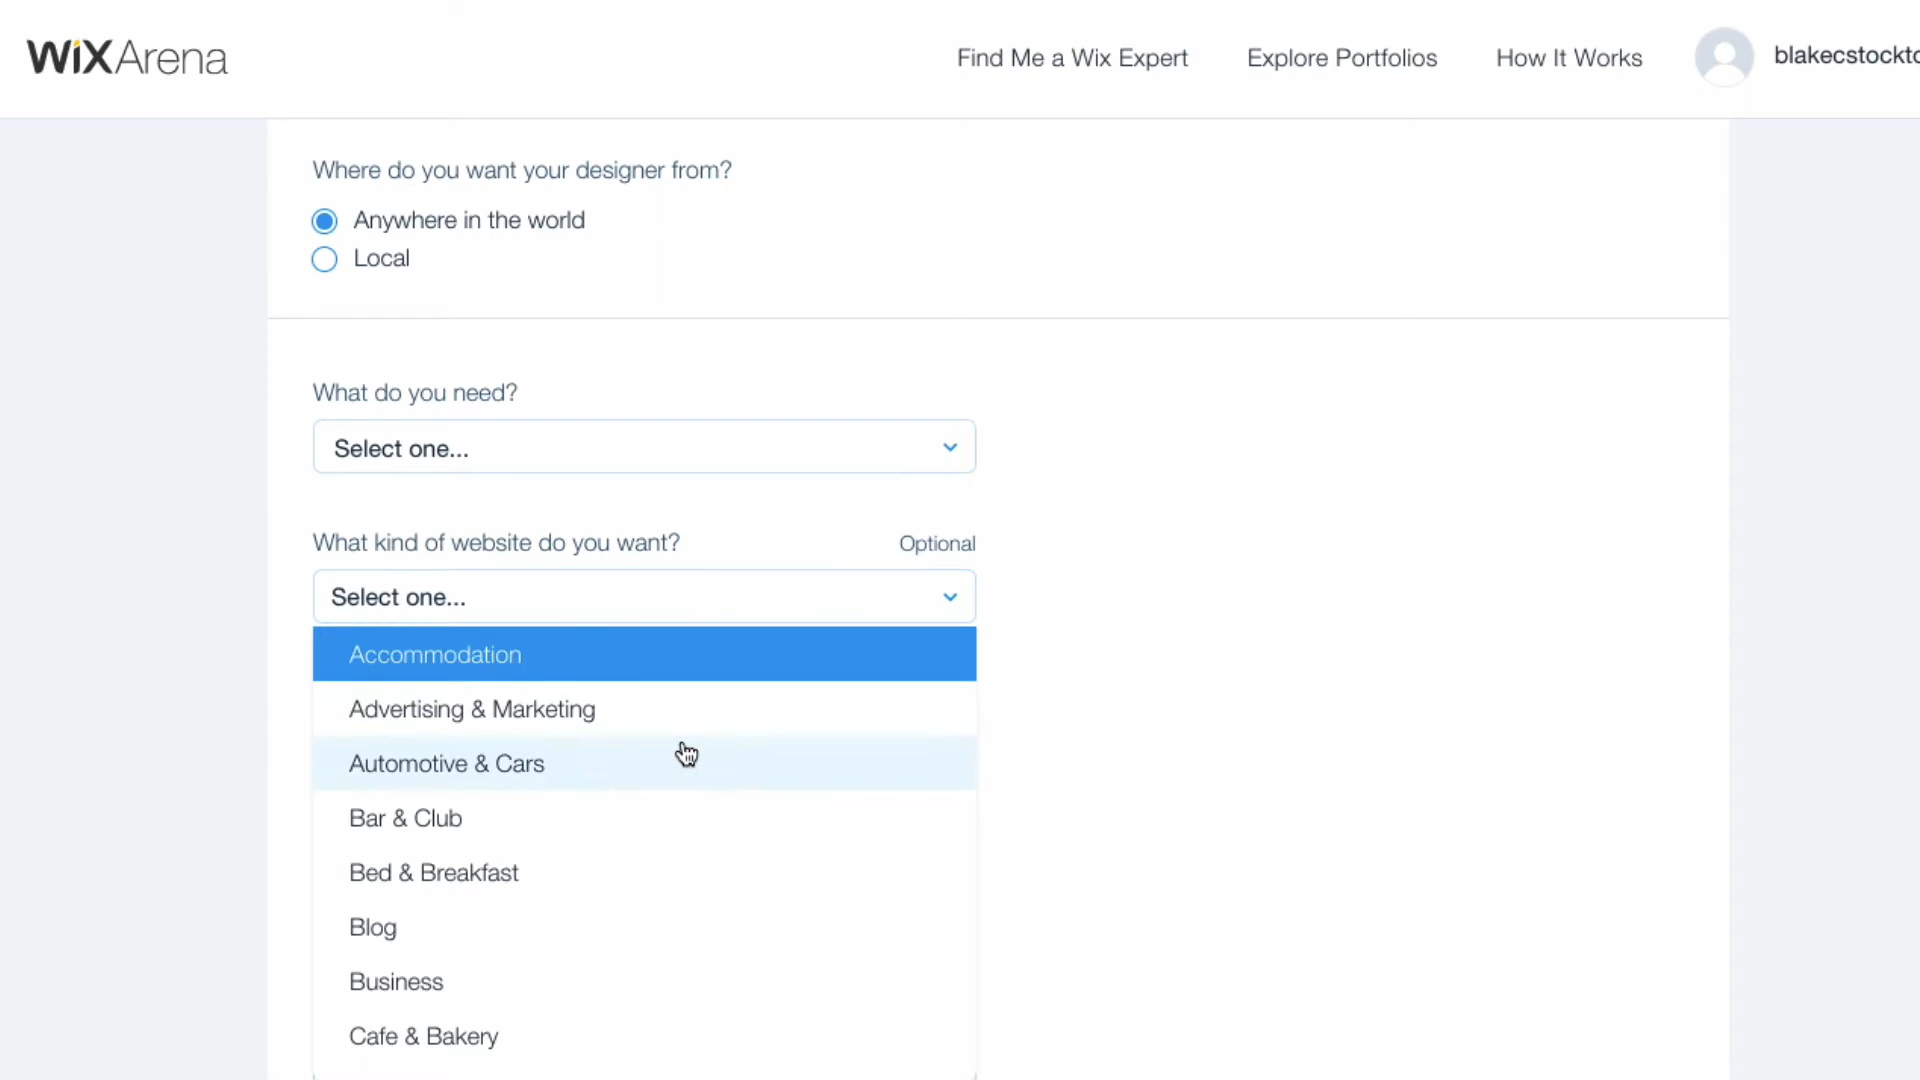 WiXArena
Find Me a Wix Expert
Explore Portfolios
How It Works
blakecstockto
Where do you want your designer from?
Anywhere in the world
Local
What do you need?
Select one...
What kind of website do you want?
Optional
Select one...
Accommodation
Advertising & Marketing
Automotive & Cars
Bar & Club
Bed & Breakfast
Blog
Business
Cafe & Bakery